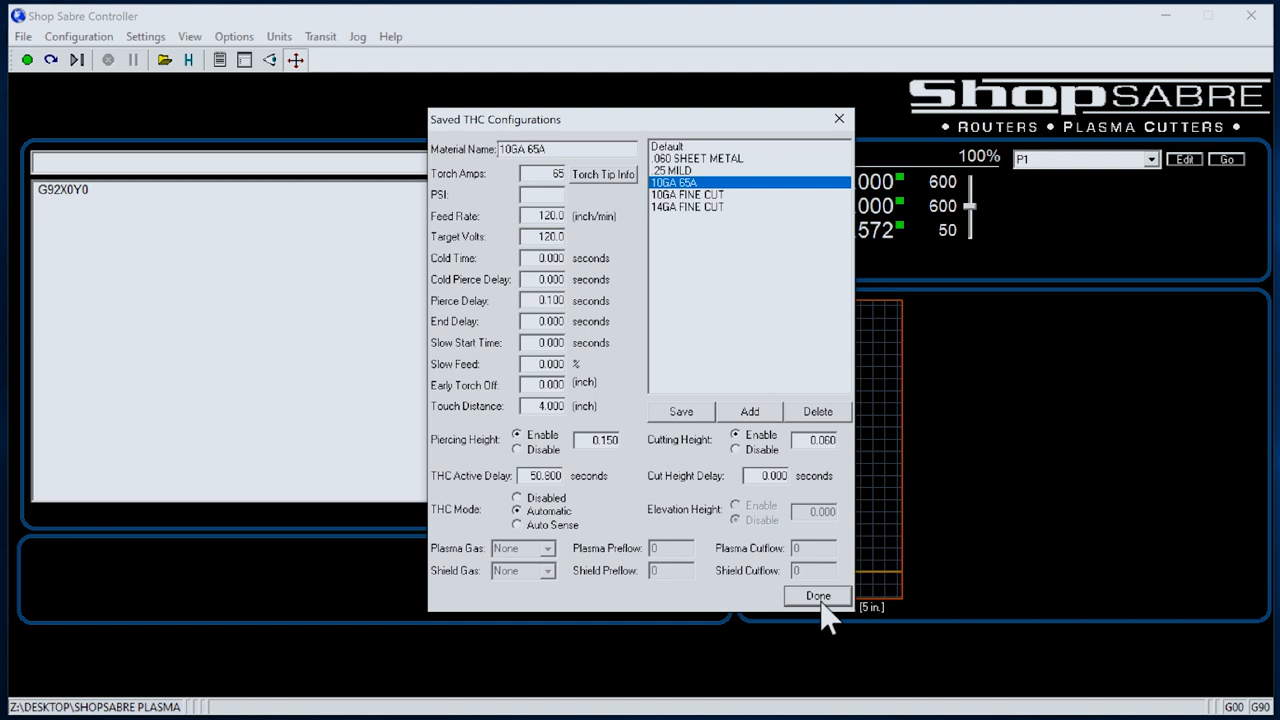 Shop Sabre Controller
File Configuration Settings View Options Units Transit Jog Help
H
ShopSABRE
• ROUTERS • PLASMA CUTTERS •
G92X0Y0
100% P1 Edit Go
000 600
000 600
572 50
Saved THC Configurations
Material Name: 10GA 65A
Torch Amps: 65 Torch Tip Info
PSI:
Feed Rate: 120.0 (inch/min)
Target Volts: 120.0
Cold Time: 0.000 seconds
Cold Pierce Delay: 0.000 seconds
Pierce Delay: 0.100 seconds
End Delay: 0.000 seconds
Slow Start Time: 0.000 seconds
Slow Feed: 0.000 %
Early Torch Off: 0.000 (inch)
Touch Distance: 4.000 (inch)
Default
.060 SHEET METAL
.25 MILD
10GA 65A
10GA FINE CUT
14GA FINE CUT
Save Add Delete
Piercing Height: Enable Disable 0.150
Cutting Height: Enable Disable 0.060
THC Active Delay: 50.800 seconds
Cut Height Delay: 0.000 seconds
THC Mode: Disabled Automatic Auto Sense
Elevation Height: Enable Disable 0.000
Plasma Gas: None Plasma Preflow: 0 Plasma Cutflow: 0
Shield Gas: None Shield Preflow: 0 Shield Cutflow: 0
Done
[5 in.]
Z:\DESKTOP\SHOPSABRE PLASMA G00 G90